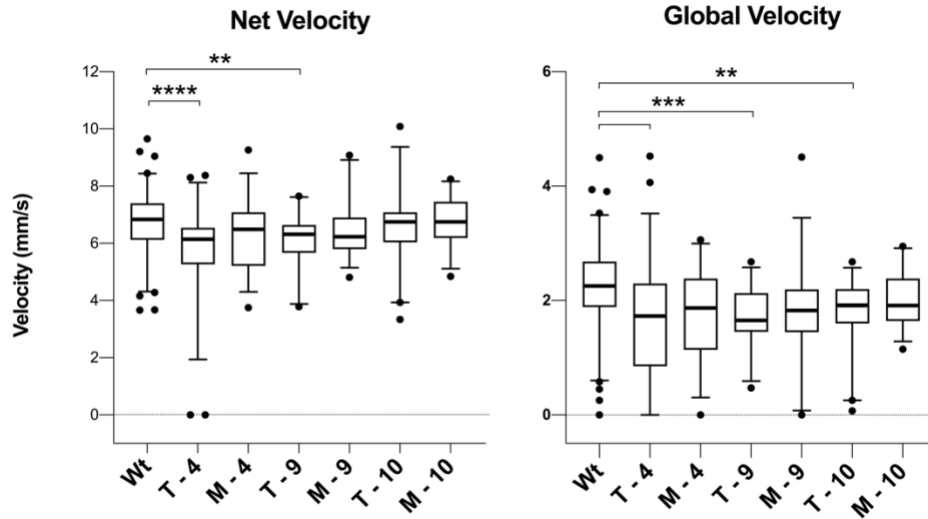 Net Velocity
Global Velocity
Velocity (mm/s)
12
10
8
6
4
2
0
**
****
Wt
T - 4
M - 4
T - 9
M - 9
T - 10
M - 10
6
4
2
0
**
***
Wt
T - 4
M - 4
T - 9
M - 9
T - 10
M - 10